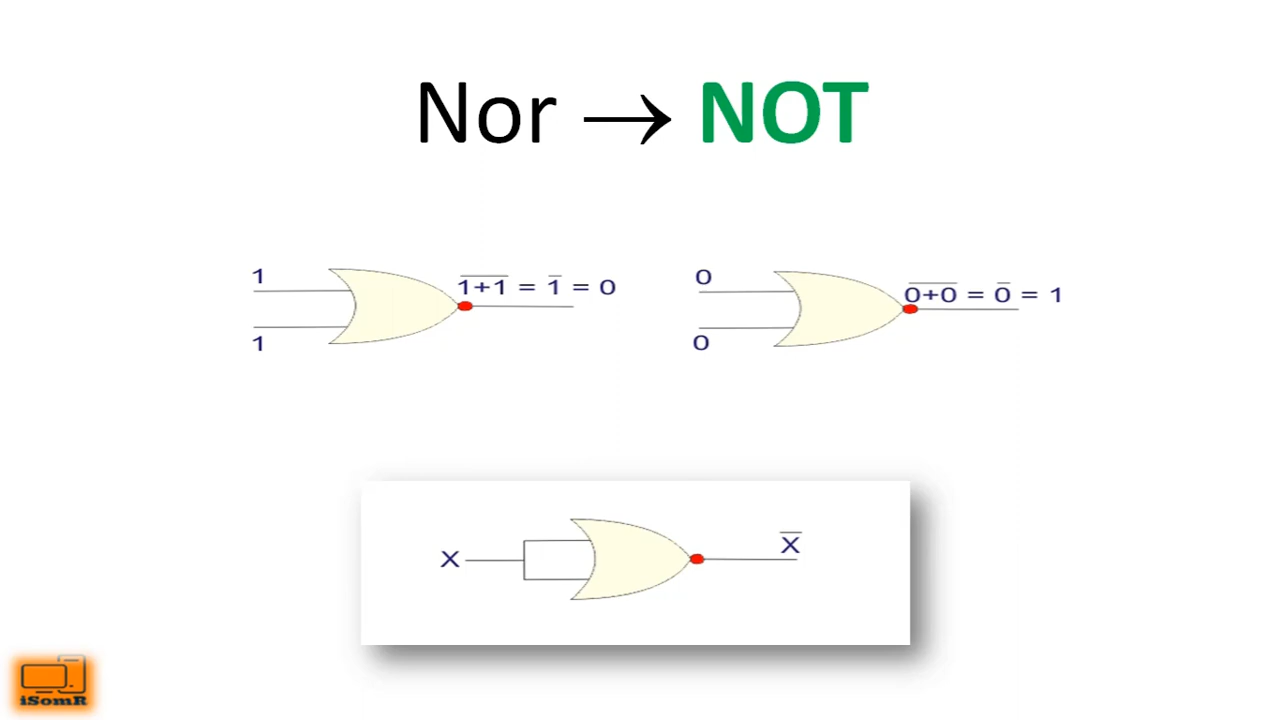 Nor → NOT
1
1
1̅+̅1̅ = 1̅ = 0
0
0
0̅+̅0̅ = 0̅ = 1
X
X̅
iSomR